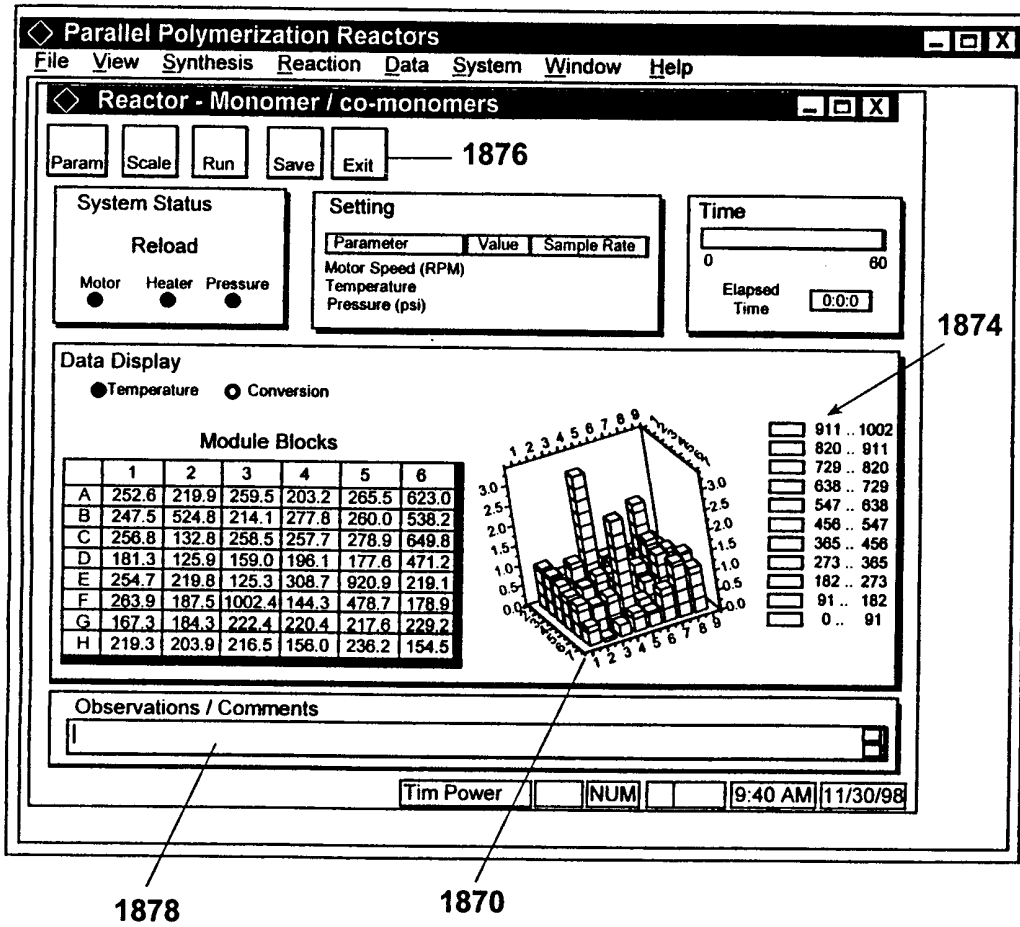 Parallel Polymerization Reactors
File View Synthesis Reaction Data System Window Help
Reactor - Monomer / co-monomers
Param Scale Run Save Exit
1876
System Status
Reload
Motor Heater Pressure
Setting
Parameter Value Sample Rate
Motor Speed (RPM)
Temperature
Pressure (psi)
Time
0 60
Elapsed
Time
0:0:0
1874
Data Display
Temperature Conversion
Module Blocks
1 2 3 4 5 6
A 252.6 219.9 259.5 203.2 265.5 623.0
B 247.5 524.8 214.1 277.8 260.0 538.2
C 256.8 132.8 258.5 257.7 278.9 649.8
D 181.3 125.9 159.0 196.1 177.6 471.2
E 254.7 219.8 125.3 308.7 920.9 219.1
F 263.9 187.5 1002.4 144.3 478.7 178.9
G 167.3 184.3 222.4 220.4 217.6 229.2
H 219.3 203.9 216.5 156.0 236.2 154.5
1 2 3 4 5 6 7 8 9
3.0
2.5
2.0
1.5
1.0
0.5
0.0
3.0
2.5
2.0
1.5
1.0
0.5
0.0
1 2 3 4 5 6 7 8 9
911 .. 1002
820 .. 911
729 .. 820
638 .. 729
547 .. 638
456 .. 547
365 .. 456
273 .. 365
182 .. 273
91 .. 182
0 .. 91
Observations / Comments
Tim Power NUM 9:40 AM 11/30/98
1878
1870